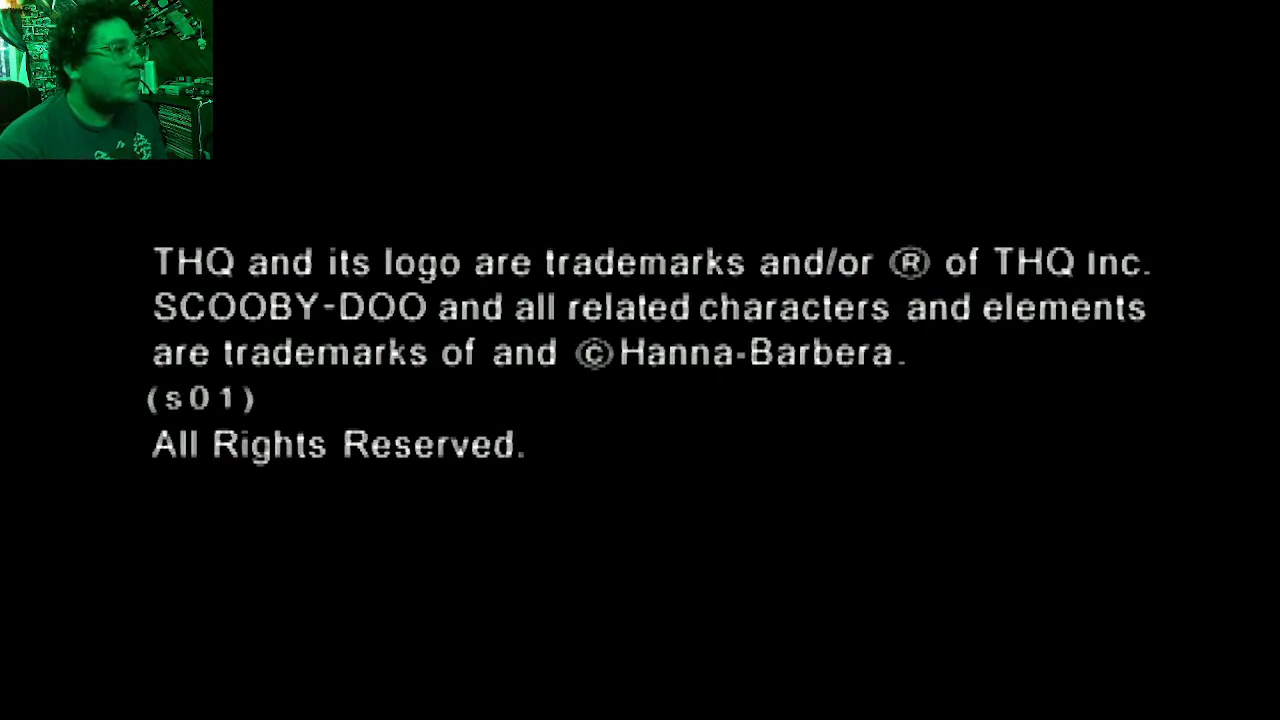 THQ and its logo are trademarks and/or ® of THQ Inc.
SCOOBY-DOO and all related characters and elements
are trademarks of and © Hanna-Barbera.
(s01)
All Rights Reserved.